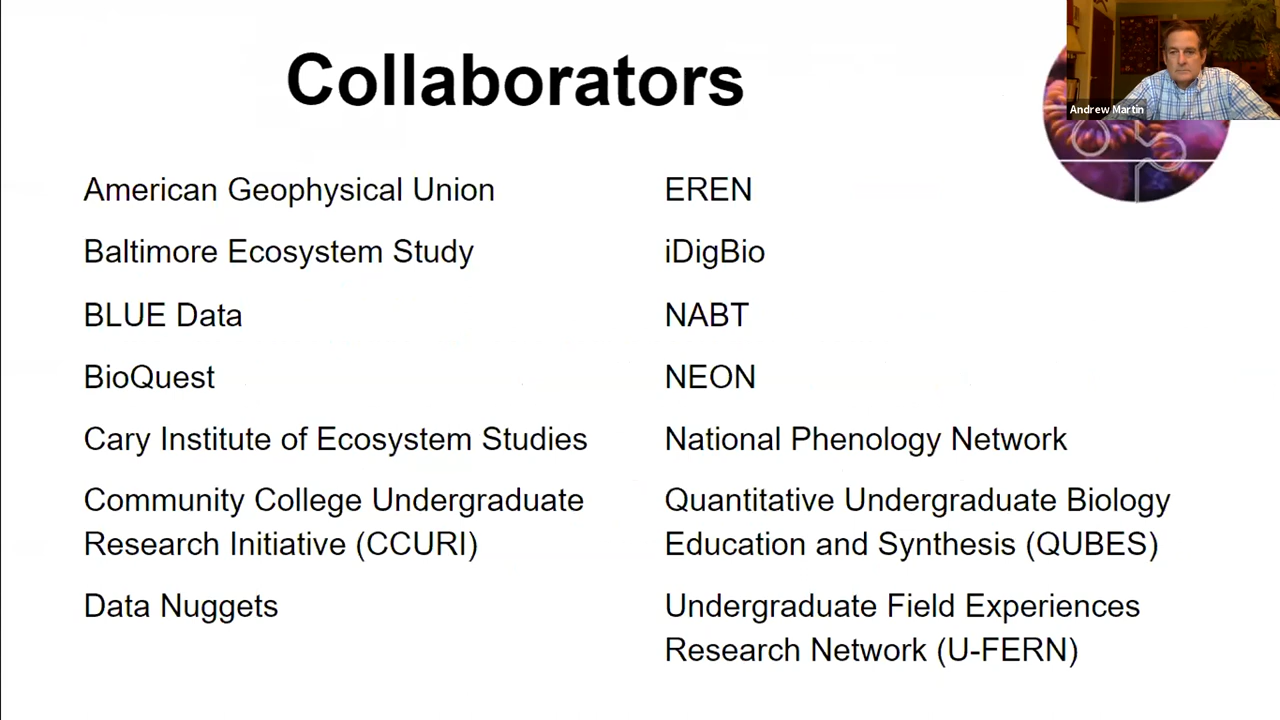 Collaborators
Andrew Martin
American Geophysical Union
Baltimore Ecosystem Study
BLUE Data
BioQuest
Cary Institute of Ecosystem Studies
Community College Undergraduate
Research Initiative (CCURI)
Data Nuggets
EREN
iDigBio
NABT
NEON
National Phenology Network
Quantitative Undergraduate Biology
Education and Synthesis (QUBES)
Undergraduate Field Experiences
Research Network (U-FERN)